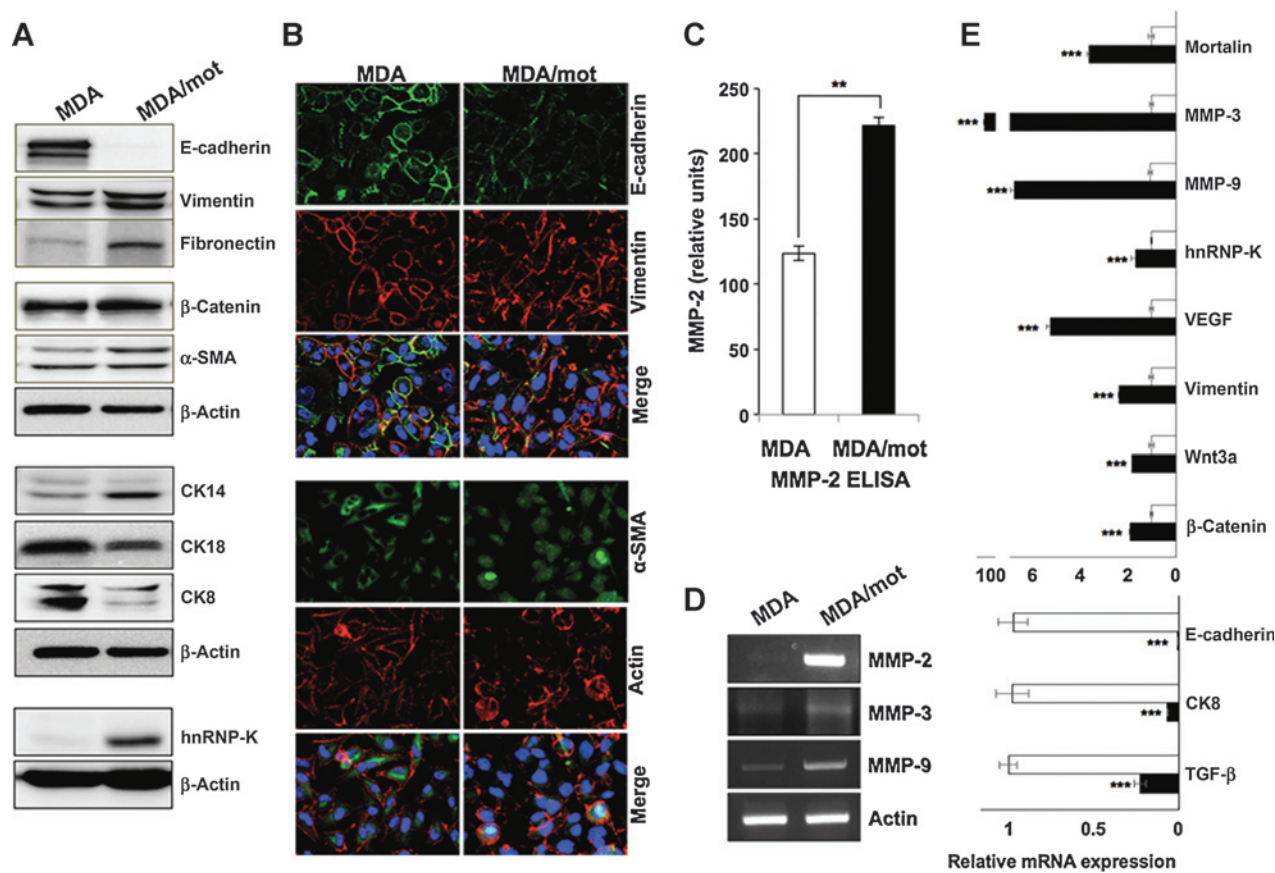 A
MDA
MDA/mot
E-cadherin
Vimentin
Fibronectin
β-Catenin
α-SMA
β-Actin
CK14
CK18
CK8
β-Actin
hnRNP-K
β-Actin
B
MDA
MDA/mot
E-cadherin
Vimentin
Merge
α-SMA
Actin
Merge
C
MMP-2 (relative units)
250
200
150
100
50
0
**
MDA
MDA/mot
MMP-2 ELISA
D
MDA
MDA/mot
MMP-2
MMP-3
MMP-9
Actin
E
*** Mortalin
*** MMP-3
*** MMP-9
*** hnRNP-K
*** VEGF
*** Vimentin
*** Wnt3a
*** β-Catenin
100 6 4 2 0
*** E-cadherin
*** CK8
*** TGF-β
1 0.5 0
Relative mRNA expression